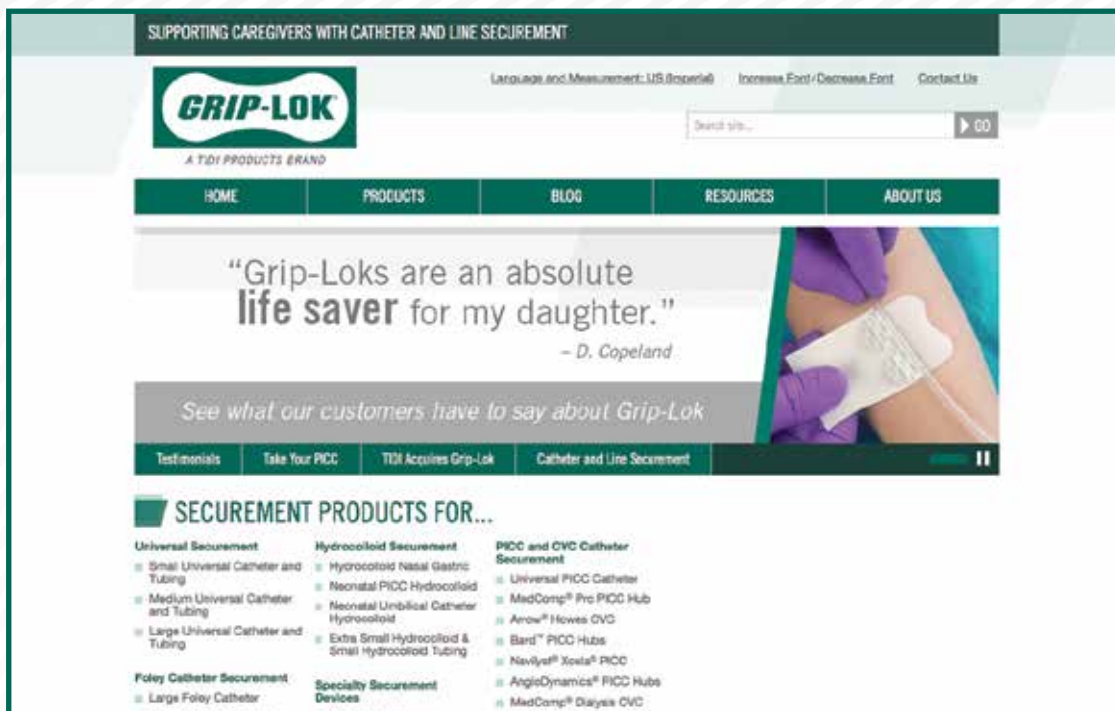 SUPPORTING CAREGIVERS WITH CATHETER AND LINE SECUREMENT
Language and Measurement: US (Imperial) Increase Font/Decrease Font Contact Us
GRIP-LOK
Search site... GO
A TIDI PRODUCTS BRAND
HOME PRODUCTS BLOG RESOURCES ABOUT US
“Grip-Loks are an absolute
life saver for my daughter.”
– D. Copeland
See what our customers have to say about Grip-Lok
Testimonials Take Your PICC TIDI Acquires Grip-Lok Catheter and Line Securement
SECUREMENT PRODUCTS FOR...
Universal Securement
Small Universal Catheter and
Tubing
Medium Universal Catheter
and Tubing
Large Universal Catheter and
Tubing
Foley Catheter Securement
Large Foley Catheter
Hydrocolloid Securement
Hydrocolloid Nasal Gastric
Neonatal PICC Hydrocolloid
Neonatal Umbilical Catheter
Hydrocolloid
Extra Small Hydrocolloid &
Small Hydrocolloid Tubing
Specialty Securement
Devices
PICC and CVC Catheter
Securement
Universal PICC Catheter
MedComp® Pro PICC Hub
Arrow® Howes CVC
Bard™ PICC Hubs
Navilyst® Xcela® PICC
AngioDynamics® PICC Hubs
MedComp® Dialysis CVC